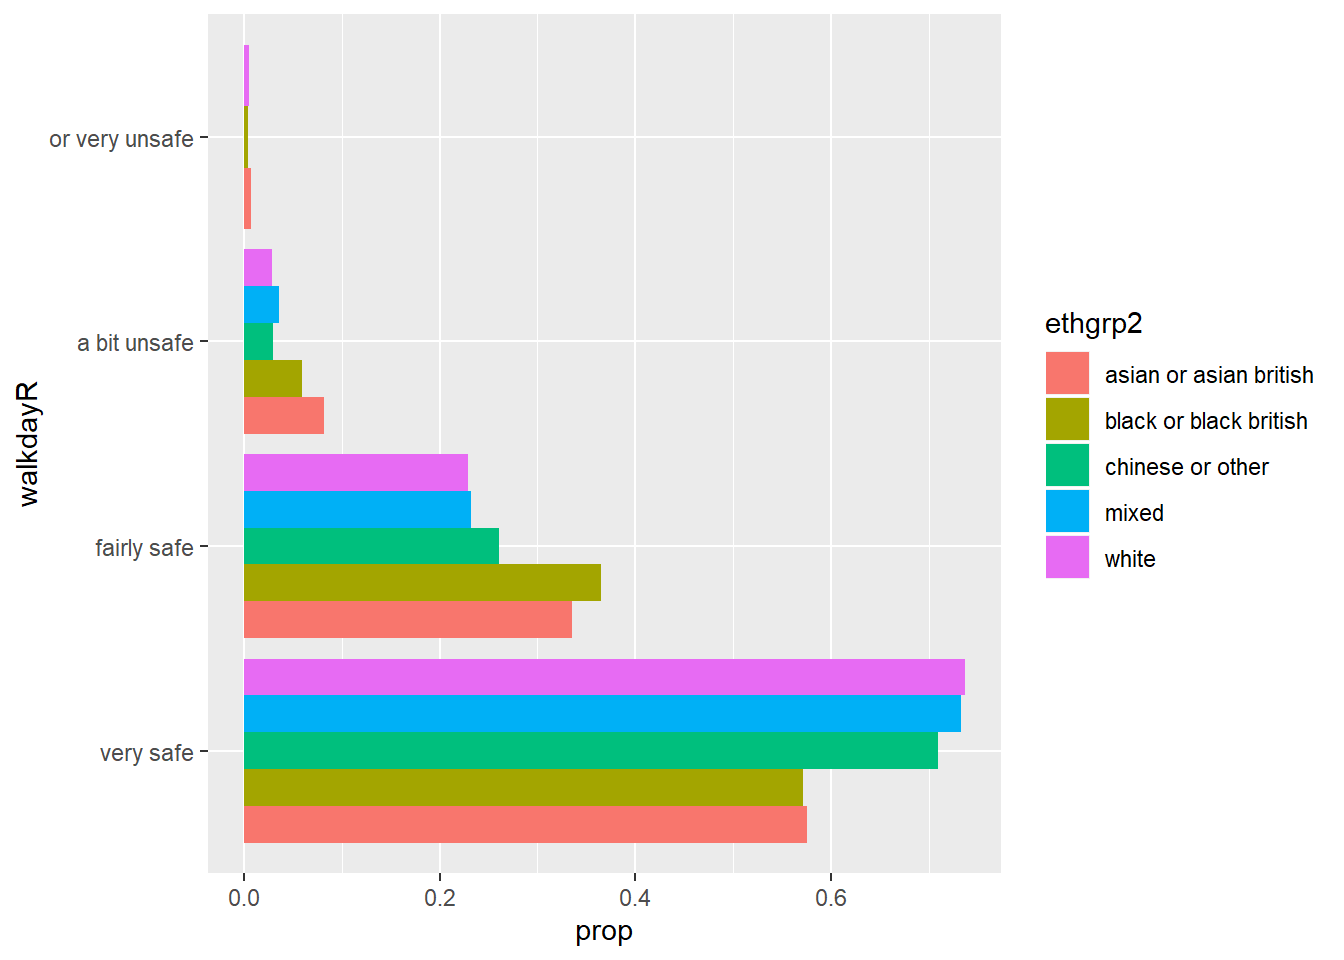 or very unsafe
a bit unsafe
fairly safe
very safe
walkdayR
0.0 0.2 0.4 0.6
prop
ethgrp2
asian or asian british
black or black british
chinese or other
mixed
white